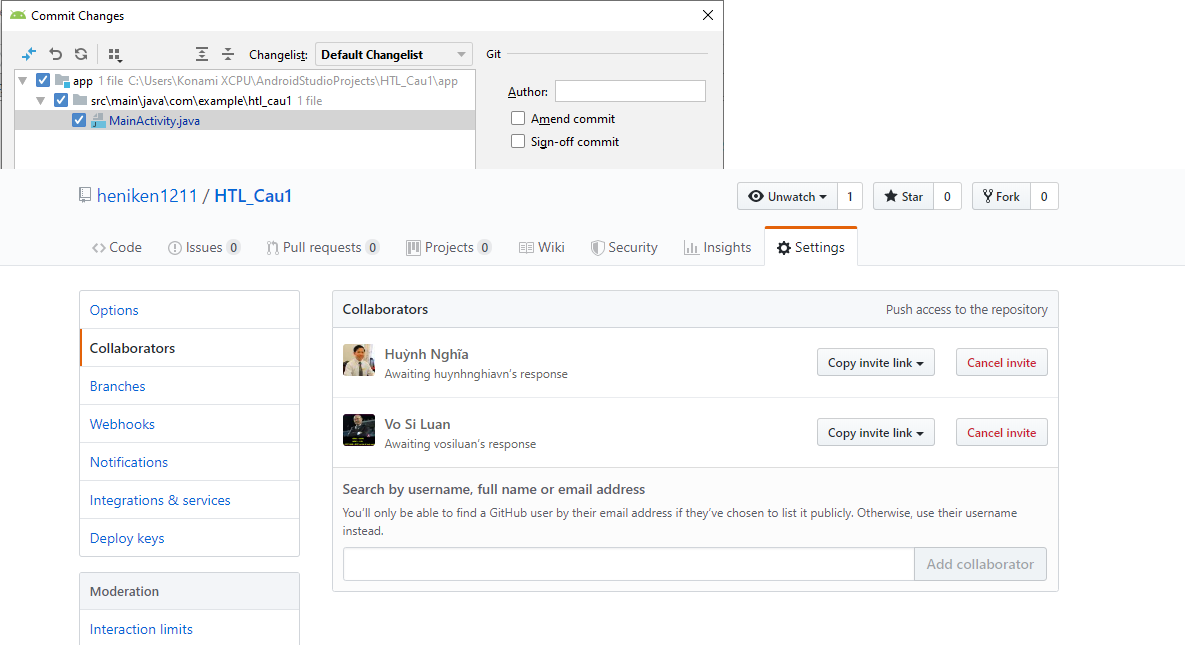 Commit Changes
Changelist: Default Changelist
Git
app 1 file C:\Users\Konami XCPU\AndroidStudioProjects\HTL_Cau1\app
src\main\java\com\example\htl_cau1 1 file
MainActivity.java
Author:
Amend commit
Sign-off commit
heniken1211 / HTL_Cau1
Unwatch 1 Star 0 Fork 0
Code Issues 0 Pull requests 0 Projects 0 Wiki Security Insights Settings
Options
Collaborators
Branches
Webhooks
Notifications
Integrations & services
Deploy keys
Moderation
Interaction limits
Collaborators Push access to the repository
Huỳnh Nghĩa
Awaiting huynhnghiavn's response
Copy invite link Cancel invite
Vo Si Luan
Awaiting vosiluan's response
Copy invite link Cancel invite
Search by username, full name or email address
You'll only be able to find a GitHub user by their email address if they've chosen to list it publicly. Otherwise, use their username
instead.
Add collaborator